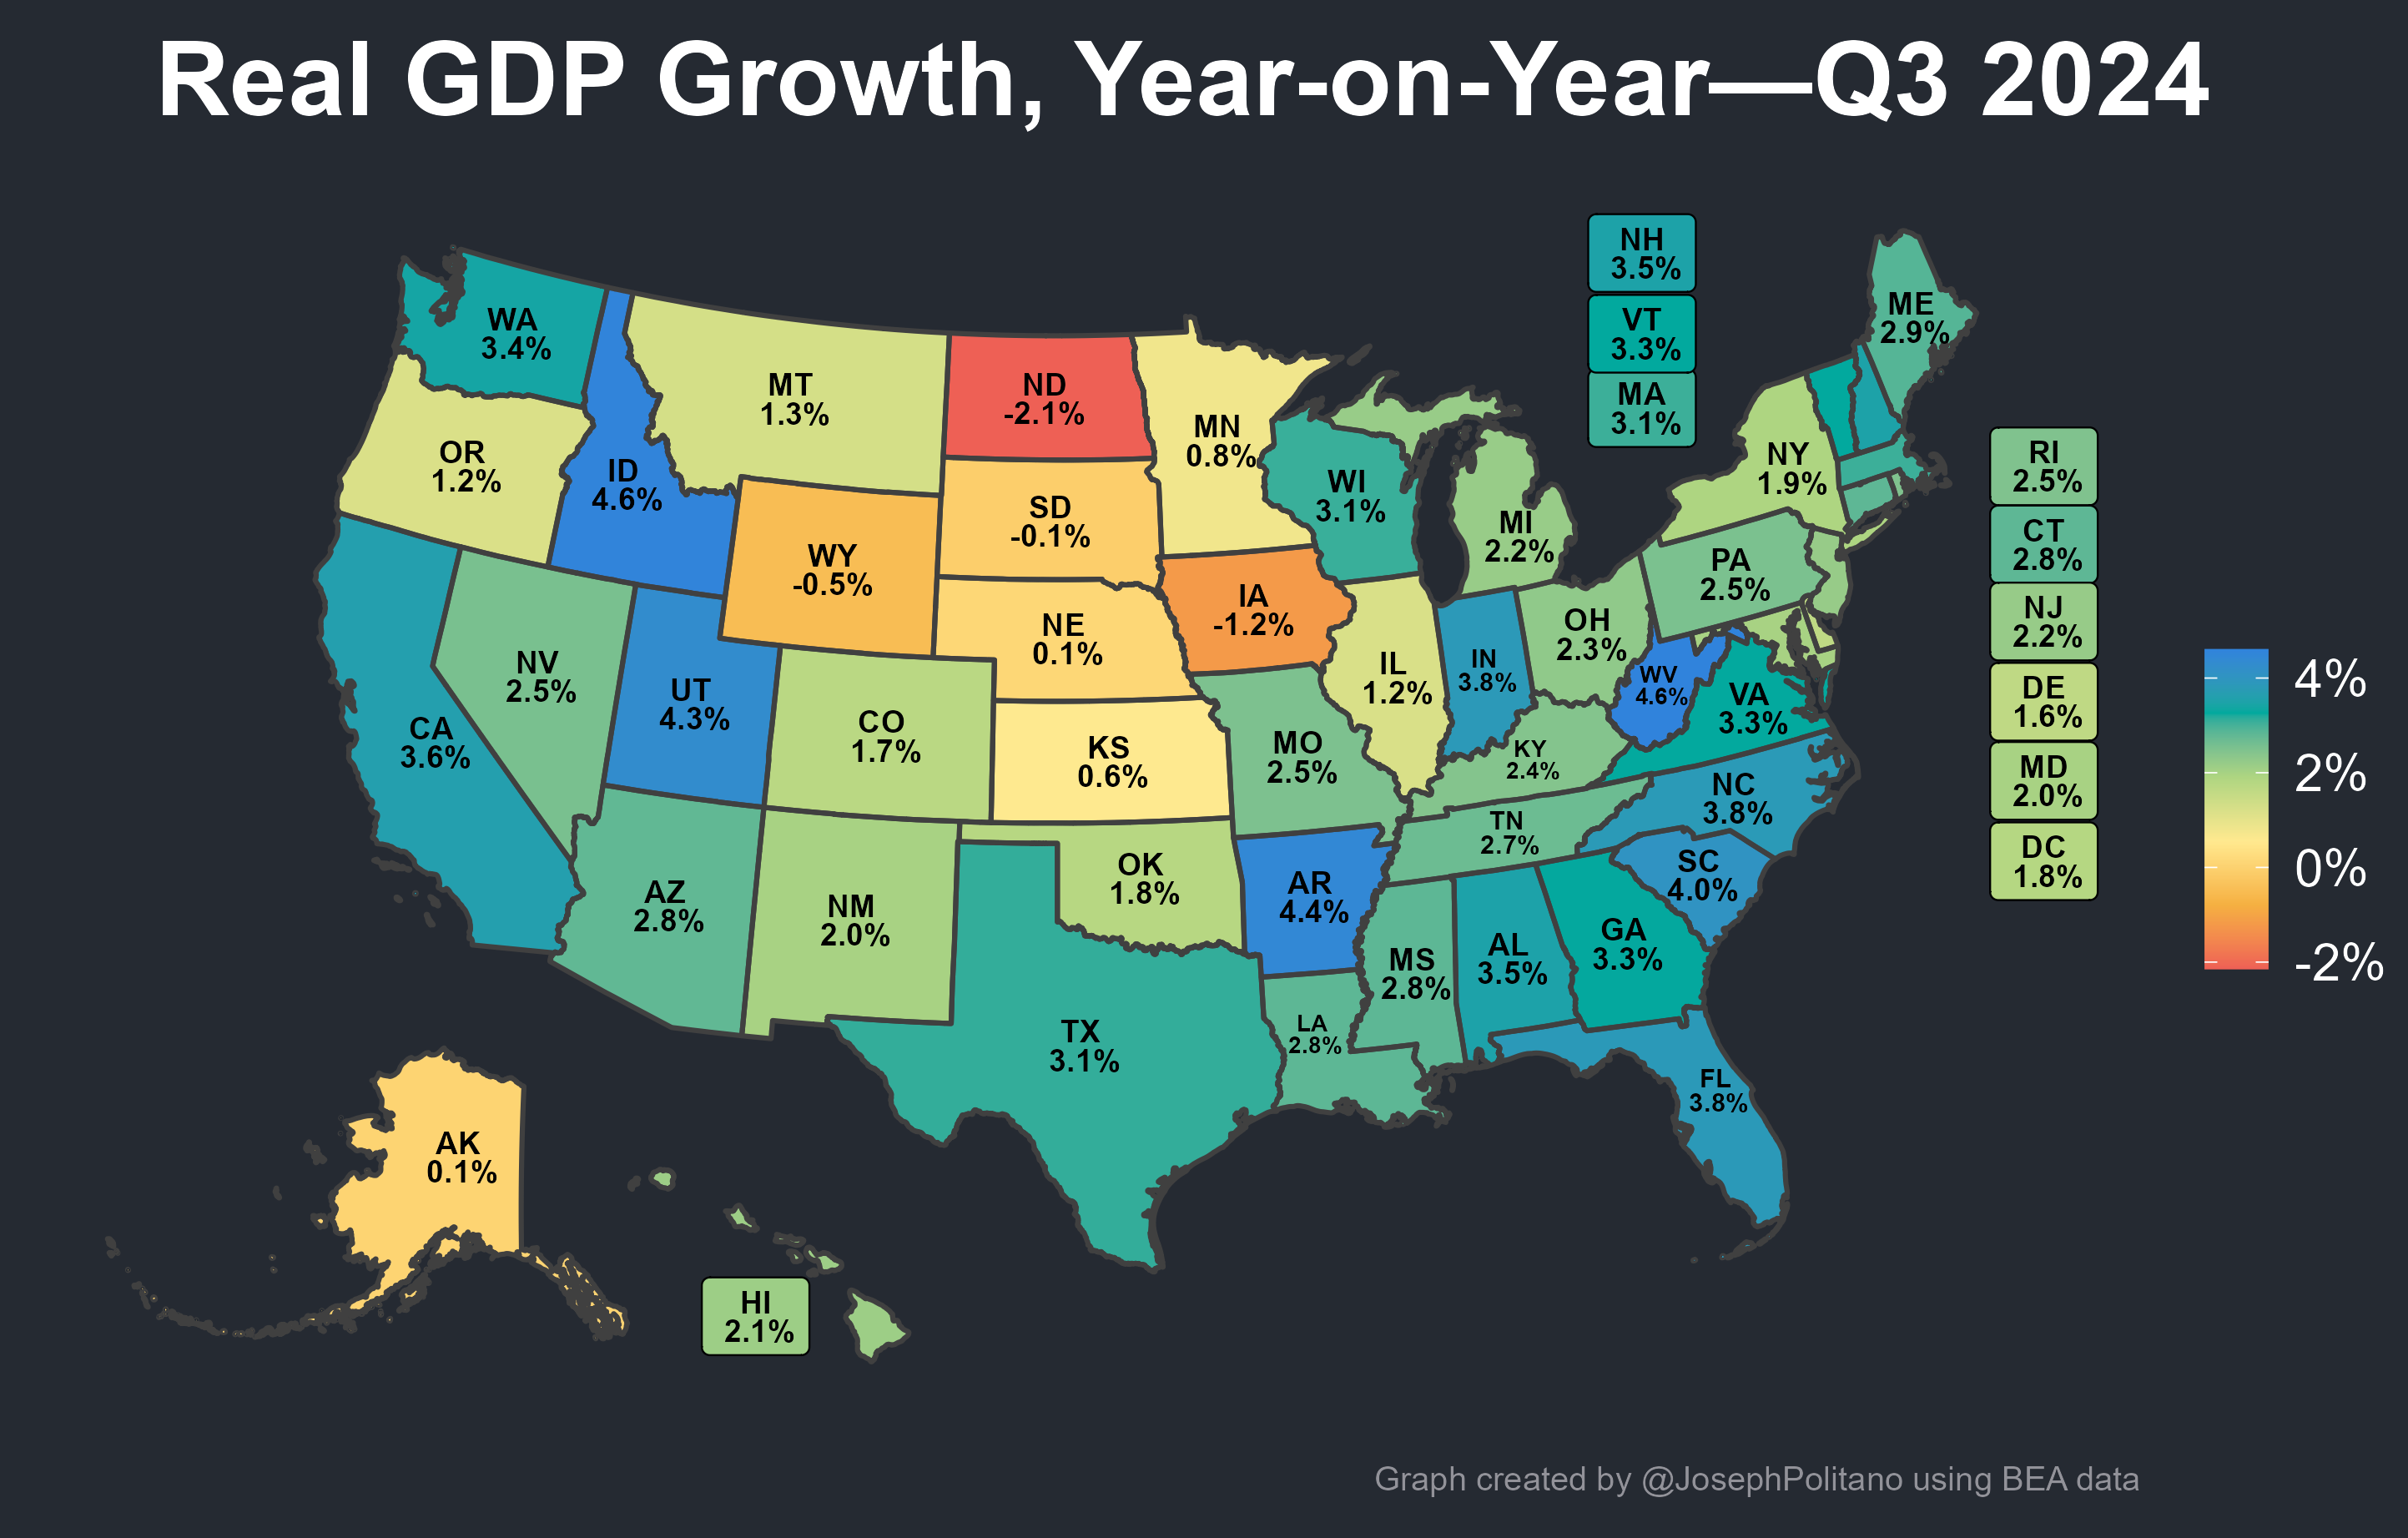 Real GDP Growth, Year-on-Year—Q3 2024
NH
3.5%
VT
3.3%
MA
3.1%
ME
2.9%
WA
3.4%
MT
1.3%
ND
-2.1%
MN
0.8%
OR
1.2%
ID
4.6%
WI
3.1%
NY
1.9%
RI
2.5%
SD
-0.1%
MI
2.2%
CT
2.8%
WY
-0.5%
PA
2.5%
IA
-1.2%
NE
0.1%
OH
2.3%
NJ
2.2%
NV
2.5%
UT
4.3%
IL
1.2%
IN
3.8%
WV
4.6%
VA
3.3%
DE
1.6%
4%
CA
3.6%
CO
1.7%
KS
0.6%
MO
2.5%
KY
2.4%
MD
2.0%
2%
NC
3.8%
TN
2.7%
DC
1.8%
0%
AZ
2.8%
NM
2.0%
OK
1.8%
AR
4.4%
SC
4.0%
MS
2.8%
AL
3.5%
GA
3.3%
-2%
TX
3.1%
LA
2.8%
FL
3.8%
AK
0.1%
HI
2.1%
Graph created by @JosephPolitano using BEA data